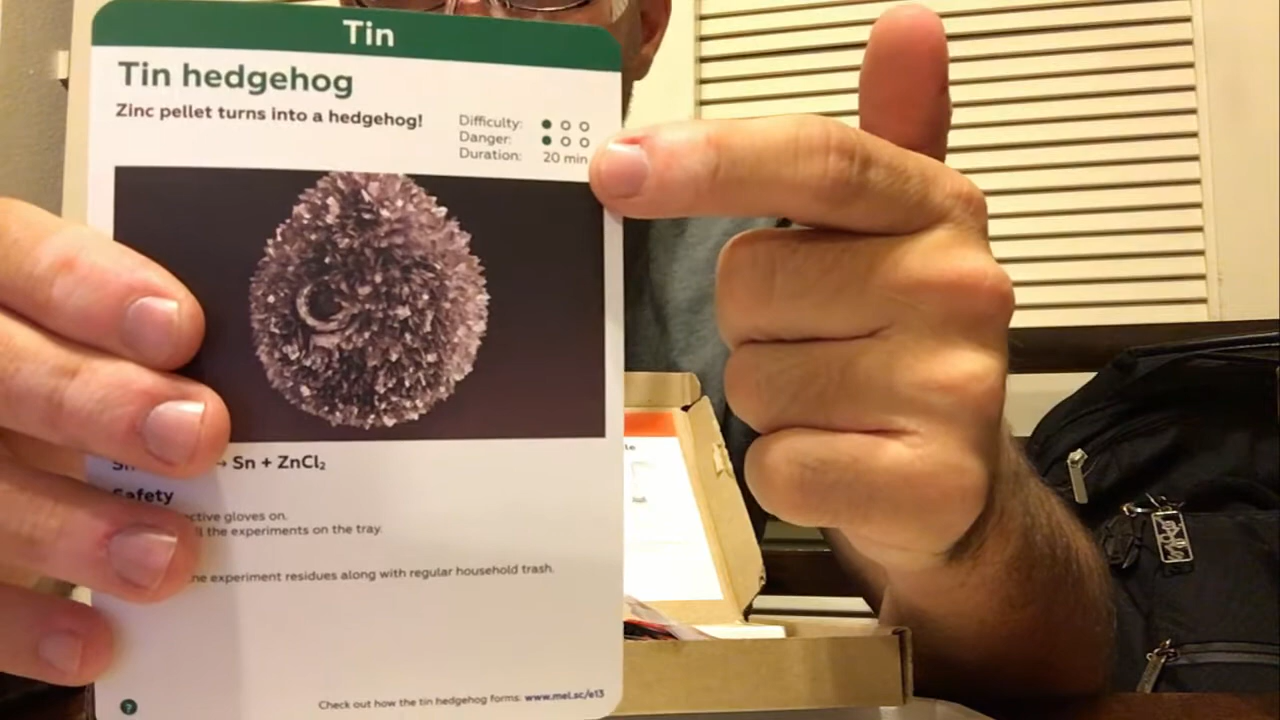 Tin
Tin hedgehog
Zinc pellet turns into a hedgehog!
Difficulty:
Danger:
Duration: 20 min
→ Sn + ZnCl₂
Safety
gloves on.
the experiments on the tray.
experiment residues along with regular household trash.
? Check out how the tin hedgehog forms: www.mel.sc/e13